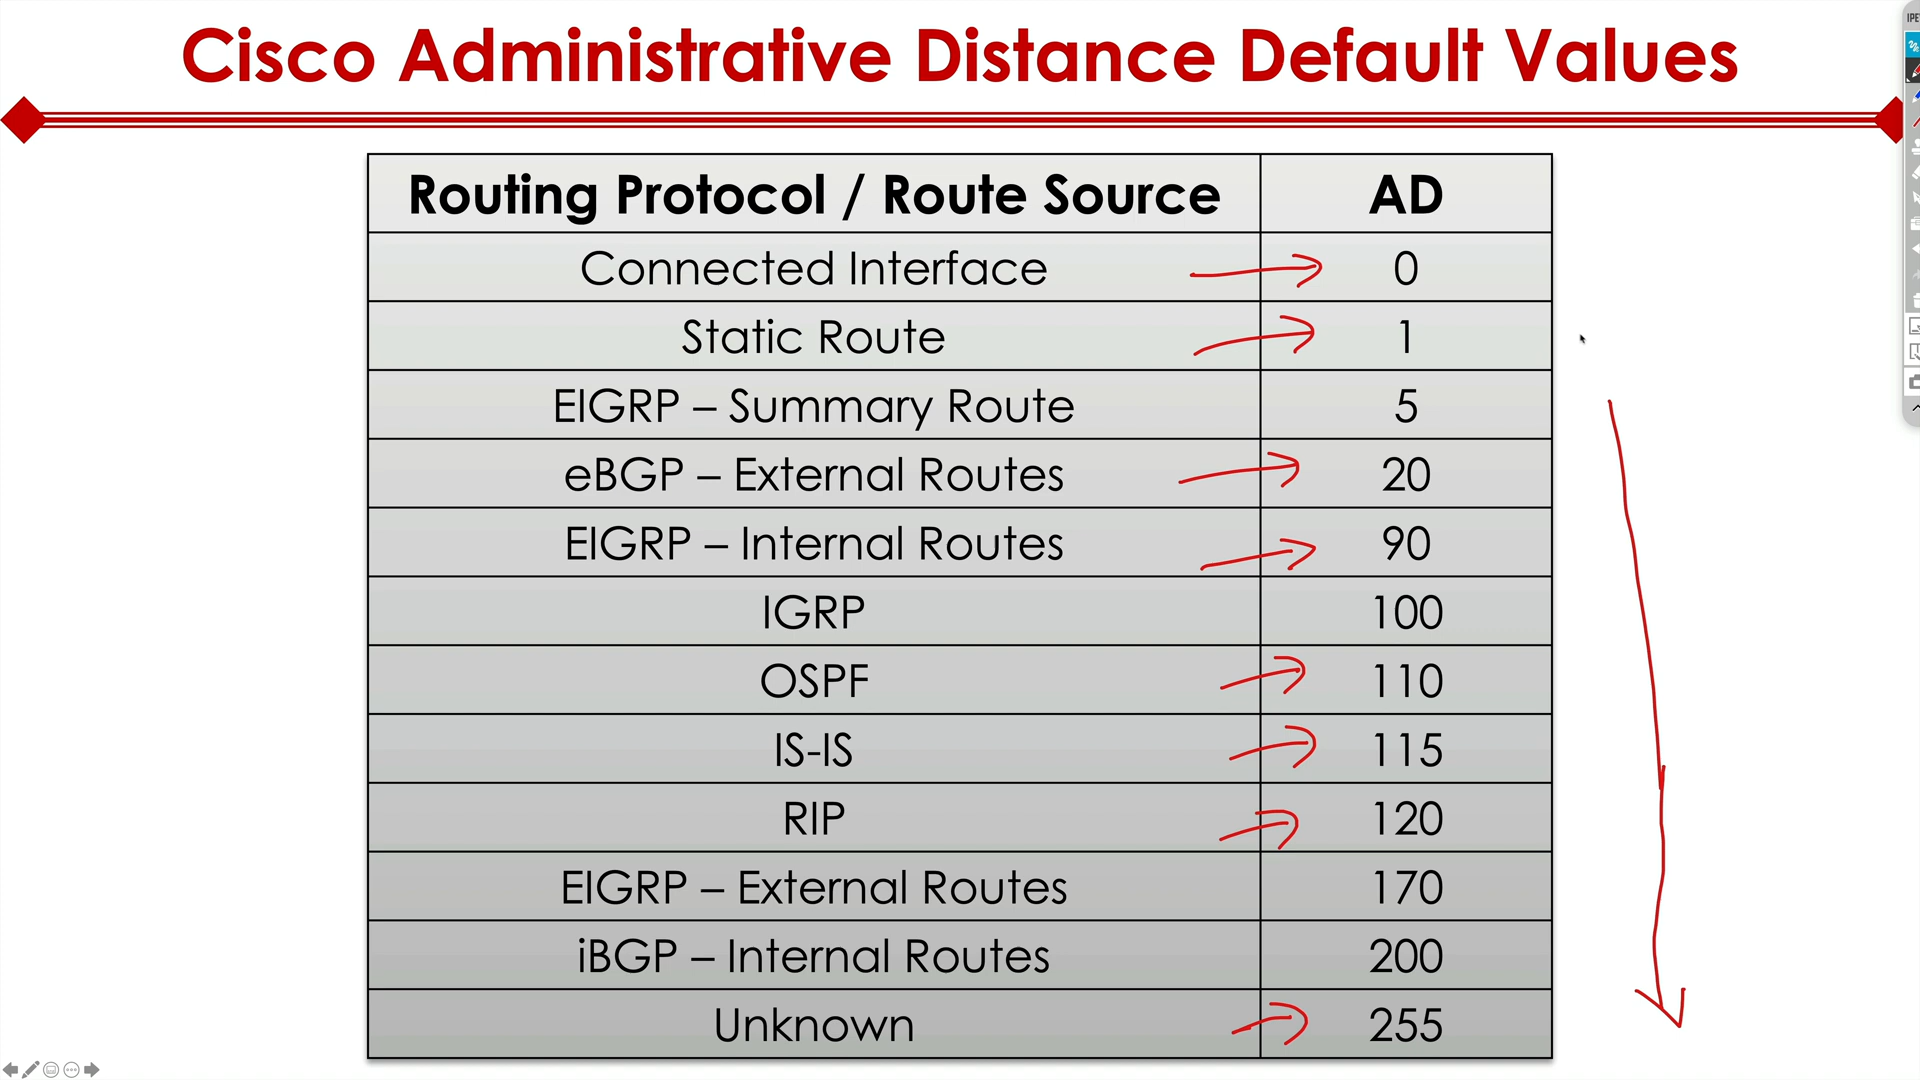 Cisco Administrative Distance Default Values
Routing Protocol / Route Source AD
Connected Interface 0
Static Route 1
EIGRP – Summary Route 5
eBGP – External Routes 20
EIGRP – Internal Routes 90
IGRP 100
OSPF 110
IS-IS 115
RIP 120
EIGRP – External Routes 170
iBGP – Internal Routes 200
Unknown 255